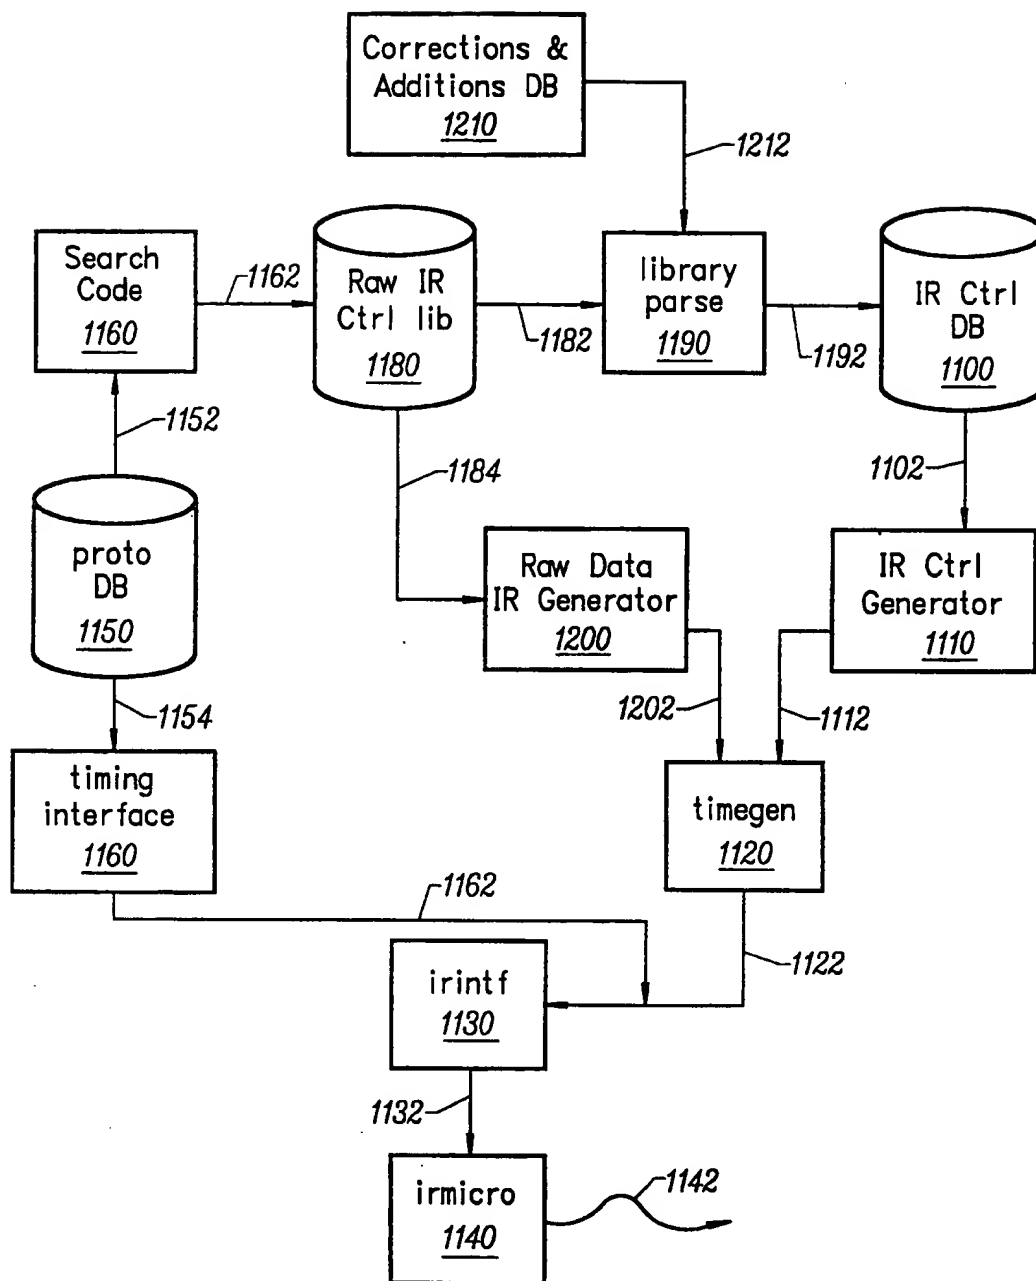 Corrections &
Additions DB
1210
1212
Search
Code
1160
1162
Raw IR
Ctrl lib
1180
1182
library
parse
1190
1192
IR Ctrl
DB
1100
1152
1184
1102
proto
DB
1150
Raw Data
IR Generator
1200
IR Ctrl
Generator
1110
1154
1202
1112
timing
interface
1160
timegen
1120
1162
1122
irintf
1130
1132
irmicro
1140
1142